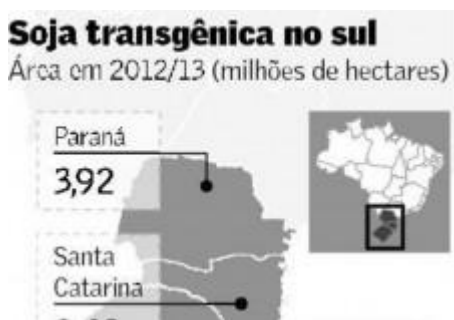 Soja transgênica no sul
Área em 2012/13 (milhões de hectares)
Paraná
3,92
Santa
Catarina